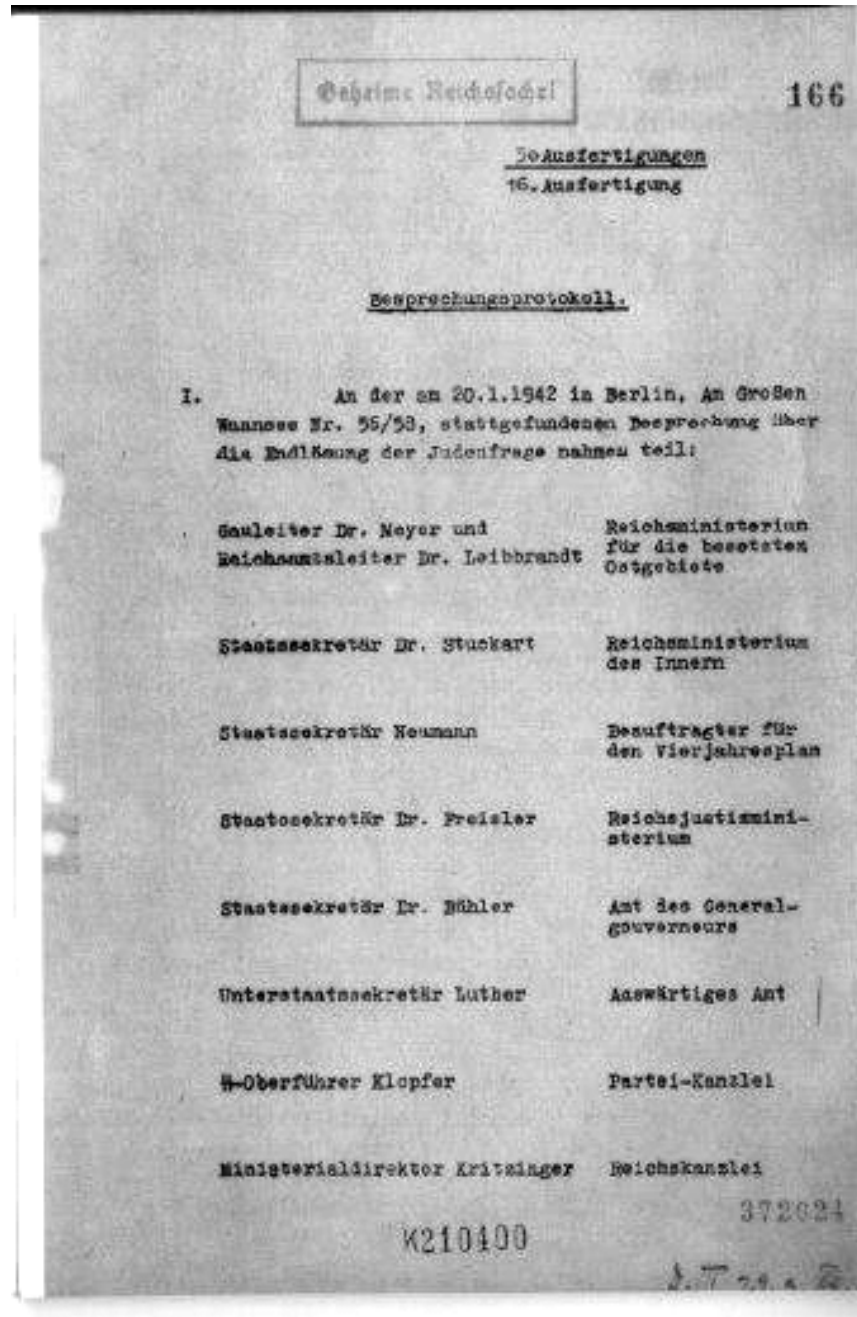 Geheime Reichssache!
166
30 Ausfertigungen
16. Ausfertigung
Besprechungsprotokoll.
I. An der am 20.1.1942 in Berlin, Am Großen
Wannsee Nr. 56/58, stattgefundenen Besprechung über
die Endlösung der Judenfrage nahmen teil:
Gauleiter Dr. Meyer und
Reichsamtsleiter Dr. Leibbrandt
Reichsministerium
für die besetzten
Ostgebiete
Staatssekretär Dr. Stuckart
Reichsministerium
des Innern
Staatssekretär Neumann
Beauftragter für
den Vierjahresplan
Staatssekretär Dr. Freisler
Reichsjustizmini-
sterium
Staatssekretär Dr. Bühler
Amt des General-
gouverneurs
Unterstaatssekretär Luther
Auswärtiges Amt
SS-Oberführer Klopfer
Partei-Kanzlei
Ministerialdirektor Kritzinger
Reichskanzlei
372024
K210400